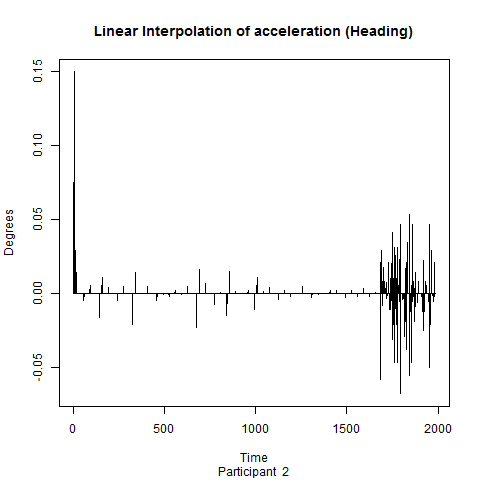 Linear Interpolation of acceleration (Heading)
Degrees
0.15
0.10
0.05
0.00
-0.05
0
500
1000
1500
2000
Time
Participant 2